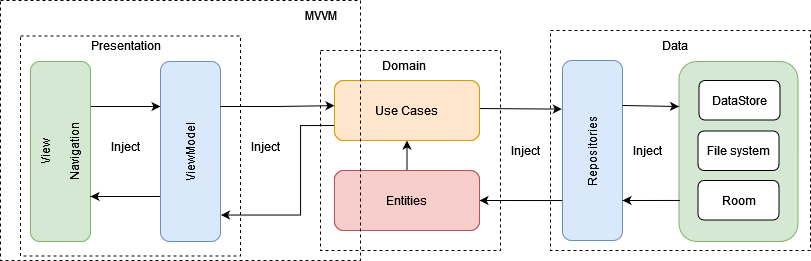 MVVM
Presentation
Domain
Data
View
Navigation
Inject
ViewModel
Inject
Use Cases
Entities
Inject
Repositories
Inject
DataStore
File system
Room